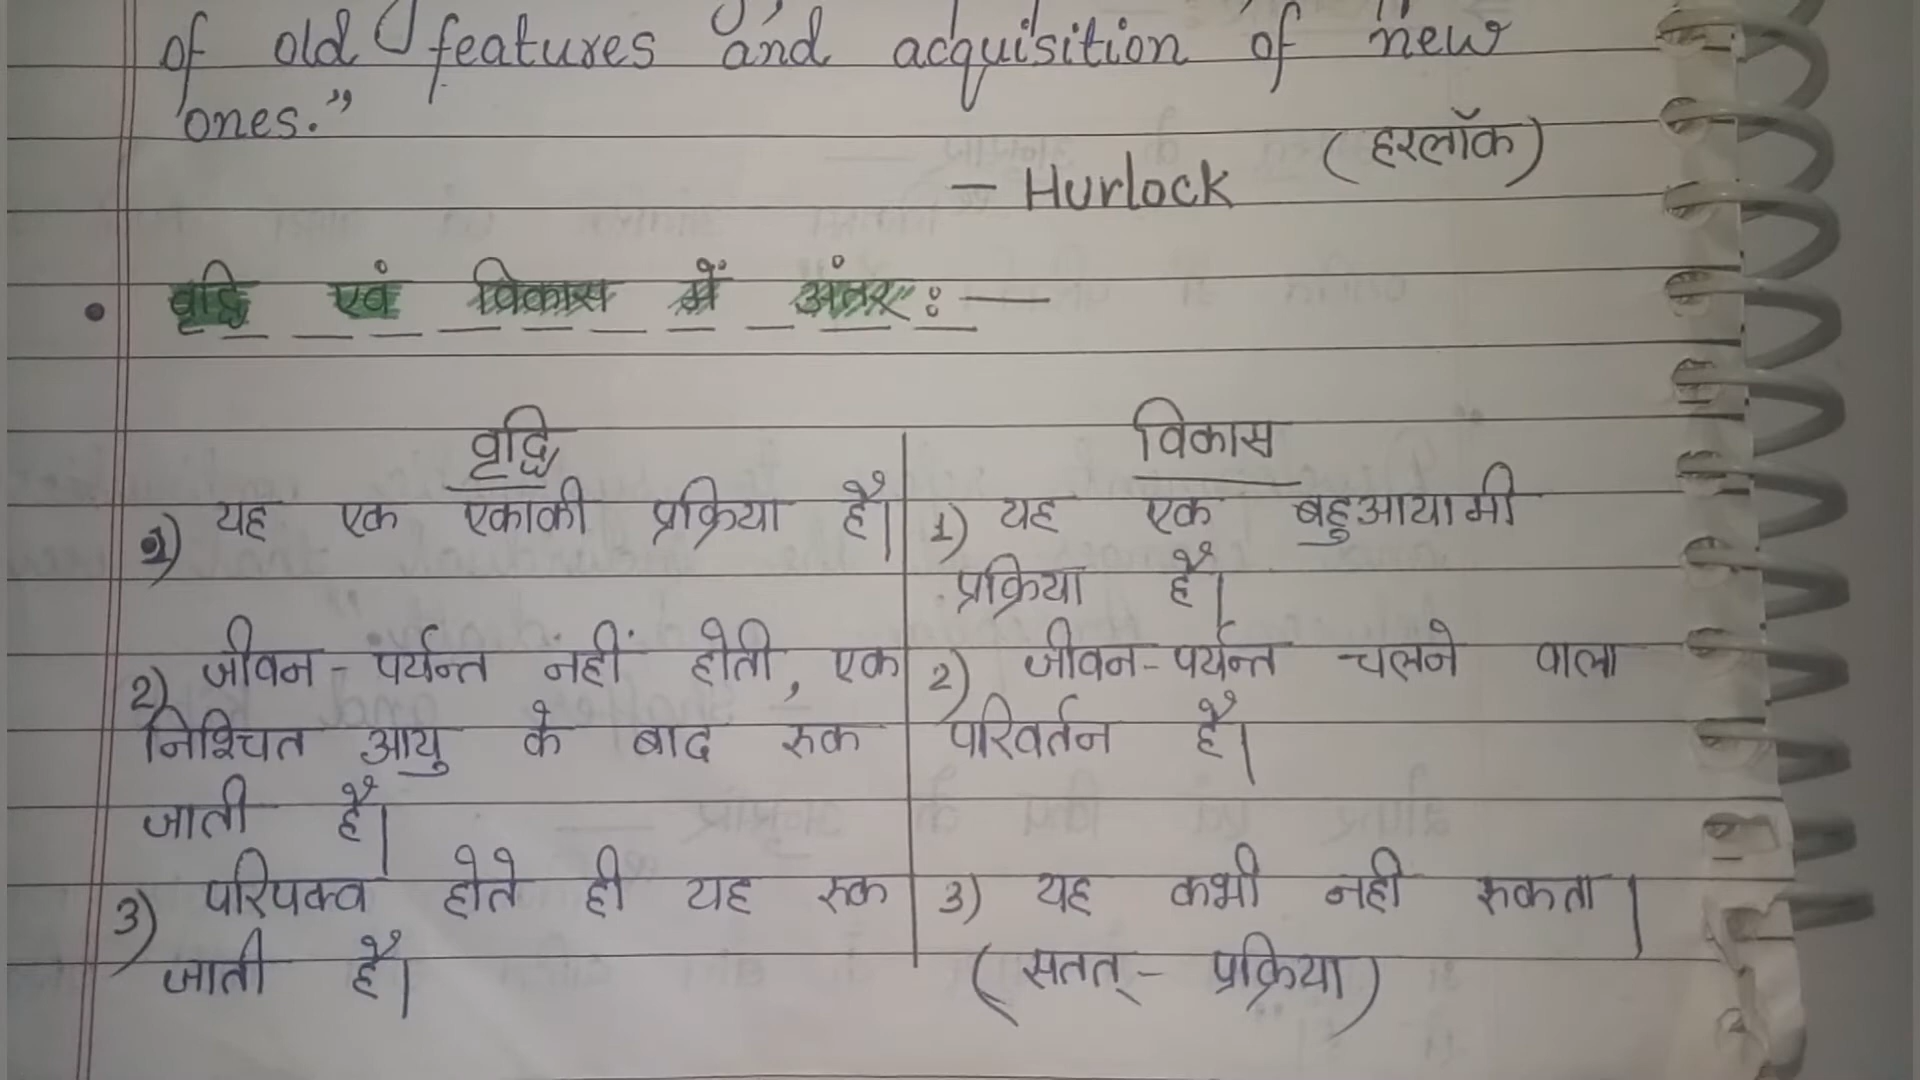 of old features and acquisition of new
ones.”
(हरलॉक)
– Hurlock
• वृद्धि एवं विकास में अंतर :—
वृद्धि
विकास
1) यह एक एकाकी प्रक्रिया है।
1) यह एक बहुआयामी
प्रक्रिया है।
2) जीवन-पर्यन्त नहीं होती, एक
निश्चित आयु के बाद रुक
जाती है।
2) जीवन-पर्यन्त चलने वाला
परिवर्तन है।
3) परिपक्व होते ही यह रुक
जाती है।
3) यह कभी नही रुकता।
(सतत्- प्रक्रिया)